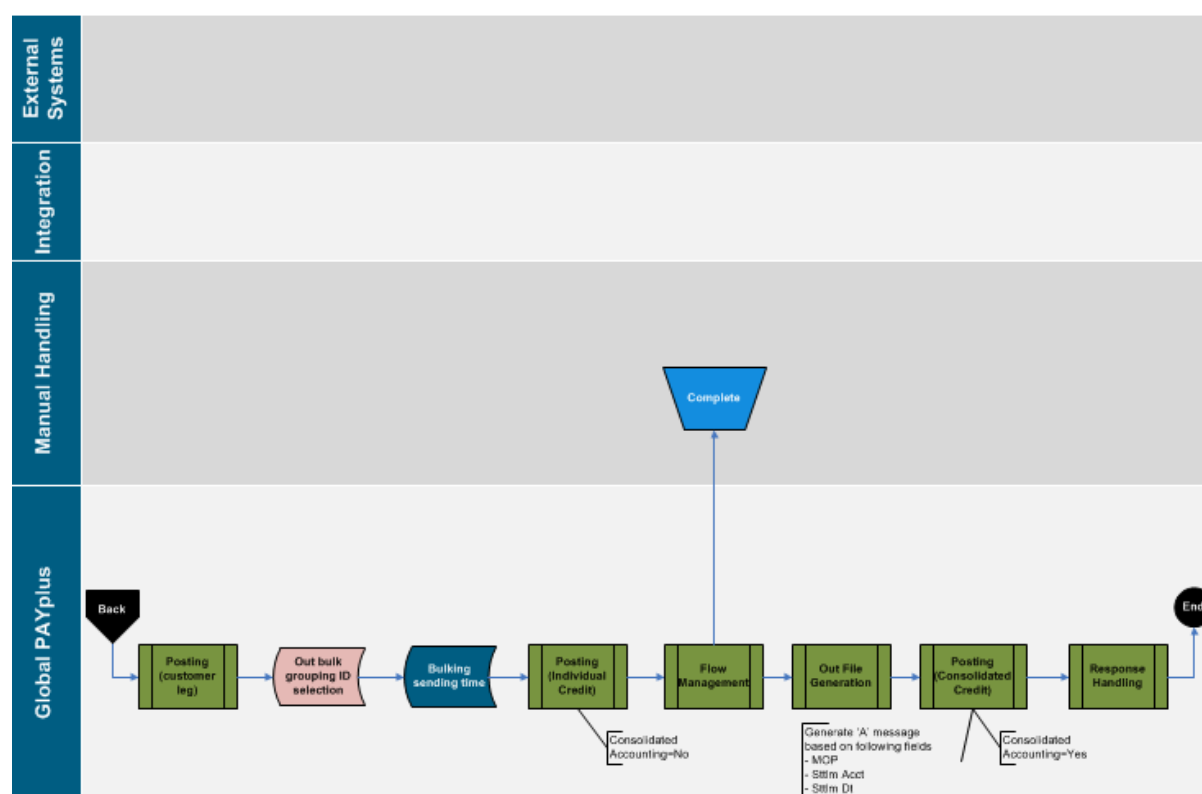 External
Systems
Integration
Manual Handling
Complete
Global PAYplus
Back
Posting
(customer
leg)
Out bulk
grouping ID
selection
Bulking
sending time
Posting
(Individual
Credit)
Flow
Management
Out File
Generation
Posting
(Consolidated
Credit)
Response
Handling
End
Consolidated
Accounting=No
Generate 'A' message
based on following fields
- MOP
- Sttlm Acct
- Sttlm Dt
Consolidated
Accounting=Yes